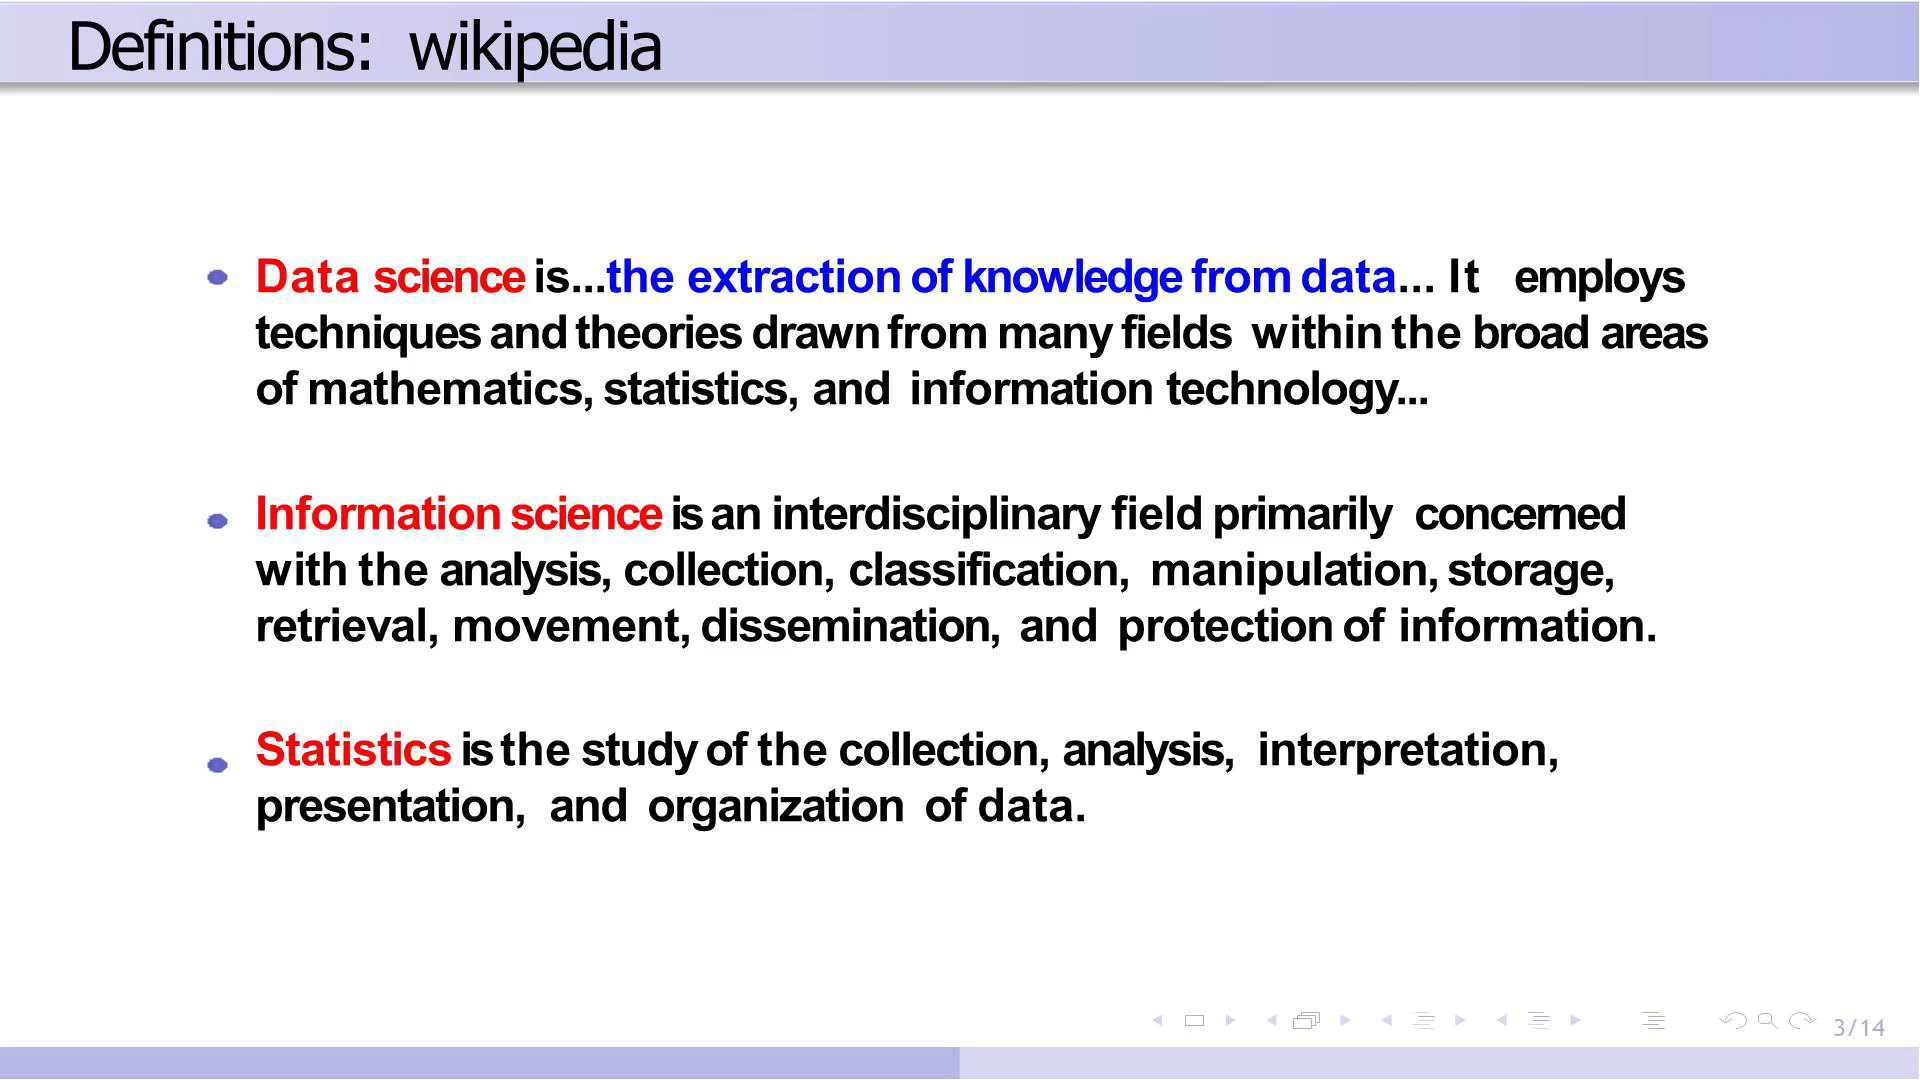 Definitions: wikipedia
Data science is...the extraction of knowledge from data... It employs
techniques and theories drawn from many fields within the broad areas
of mathematics, statistics, and information technology...
Information science is an interdisciplinary field primarily concerned
with the analysis, collection, classification, manipulation, storage,
retrieval, movement, dissemination, and protection of information.
Statistics is the study of the collection, analysis, interpretation,
presentation, and organization of data.
3/14